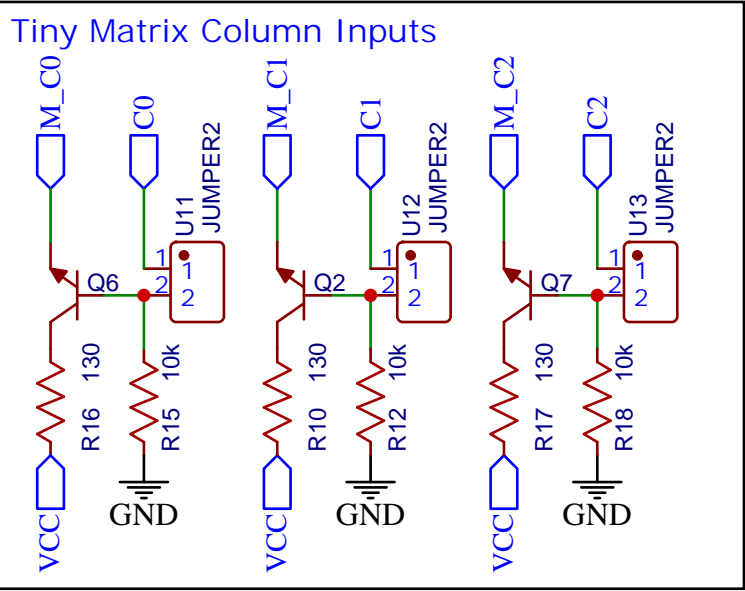 Tiny Matrix Column Inputs
M_C0
C0
U11
JUMPER2
1
1
2
2
Q6
130
R16
10k
R15
VCC
GND
M_C1
C1
U12
JUMPER2
1
1
2
2
Q2
130
R10
10k
R12
VCC
GND
M_C2
C2
U13
JUMPER2
1
1
2
2
Q7
130
R17
10k
R18
VCC
GND